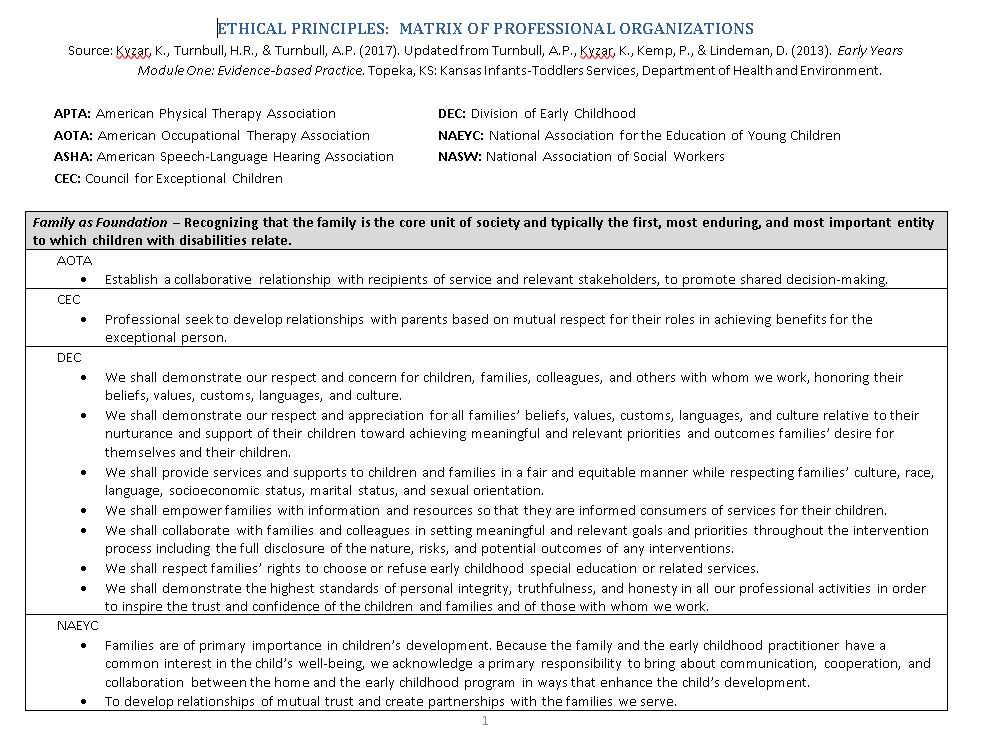 ETHICAL PRINCIPLES: MATRIX OF PROFESSIONAL ORGANIZATIONS
Source: Kyzar, K., Turnbull, H.R., & Turnbull, A.P. (2017). Updated from Turnbull, A.P., Kyzar, K., Kemp, P., & Lindeman, D. (2013). Early Years
Module One: Evidence-based Practice. Topeka, KS: Kansas Infants-Toddlers Services, Department of Health and Environment.
APTA: American Physical Therapy Association
AOTA: American Occupational Therapy Association
ASHA: American Speech-Language Hearing Association
CEC: Council for Exceptional Children
DEC: Division of Early Childhood
NAEYC: National Association for the Education of Young Children
NASW: National Association of Social Workers
Family as Foundation – Recognizing that the family is the core unit of society and typically the first, most enduring, and most important entity
to which children with disabilities relate.
AOTA
• Establish a collaborative relationship with recipients of service and relevant stakeholders, to promote shared decision-making.
CEC
• Professional seek to develop relationships with parents based on mutual respect for their roles in achieving benefits for the
exceptional person.
DEC
• We shall demonstrate our respect and concern for children, families, colleagues, and others with whom we work, honoring their
beliefs, values, customs, languages, and culture.
• We shall demonstrate our respect and appreciation for all families' beliefs, values, customs, languages, and culture relative to their
nurturance and support of their children toward achieving meaningful and relevant priorities and outcomes families' desire for
themselves and their children.
• We shall provide services and supports to children and families in a fair and equitable manner while respecting families' culture, race,
language, socioeconomic status, marital status, and sexual orientation.
• We shall empower families with information and resources so that they are informed consumers of services for their children.
• We shall collaborate with families and colleagues in setting meaningful and relevant goals and priorities throughout the intervention
process including the full disclosure of the nature, risks, and potential outcomes of any interventions.
• We shall respect families' rights to choose or refuse early childhood special education or related services.
• We shall demonstrate the highest standards of personal integrity, truthfulness, and honesty in all our professional activities in order
to inspire the trust and confidence of the children and families and of those with whom we work.
NAEYC
• Families are of primary importance in children's development. Because the family and the early childhood practitioner have a
common interest in the child's well-being, we acknowledge a primary responsibility to bring about communication, cooperation, and
collaboration between the home and the early childhood program in ways that enhance the child's development.
• To develop relationships of mutual trust and create partnerships with the families we serve.
1